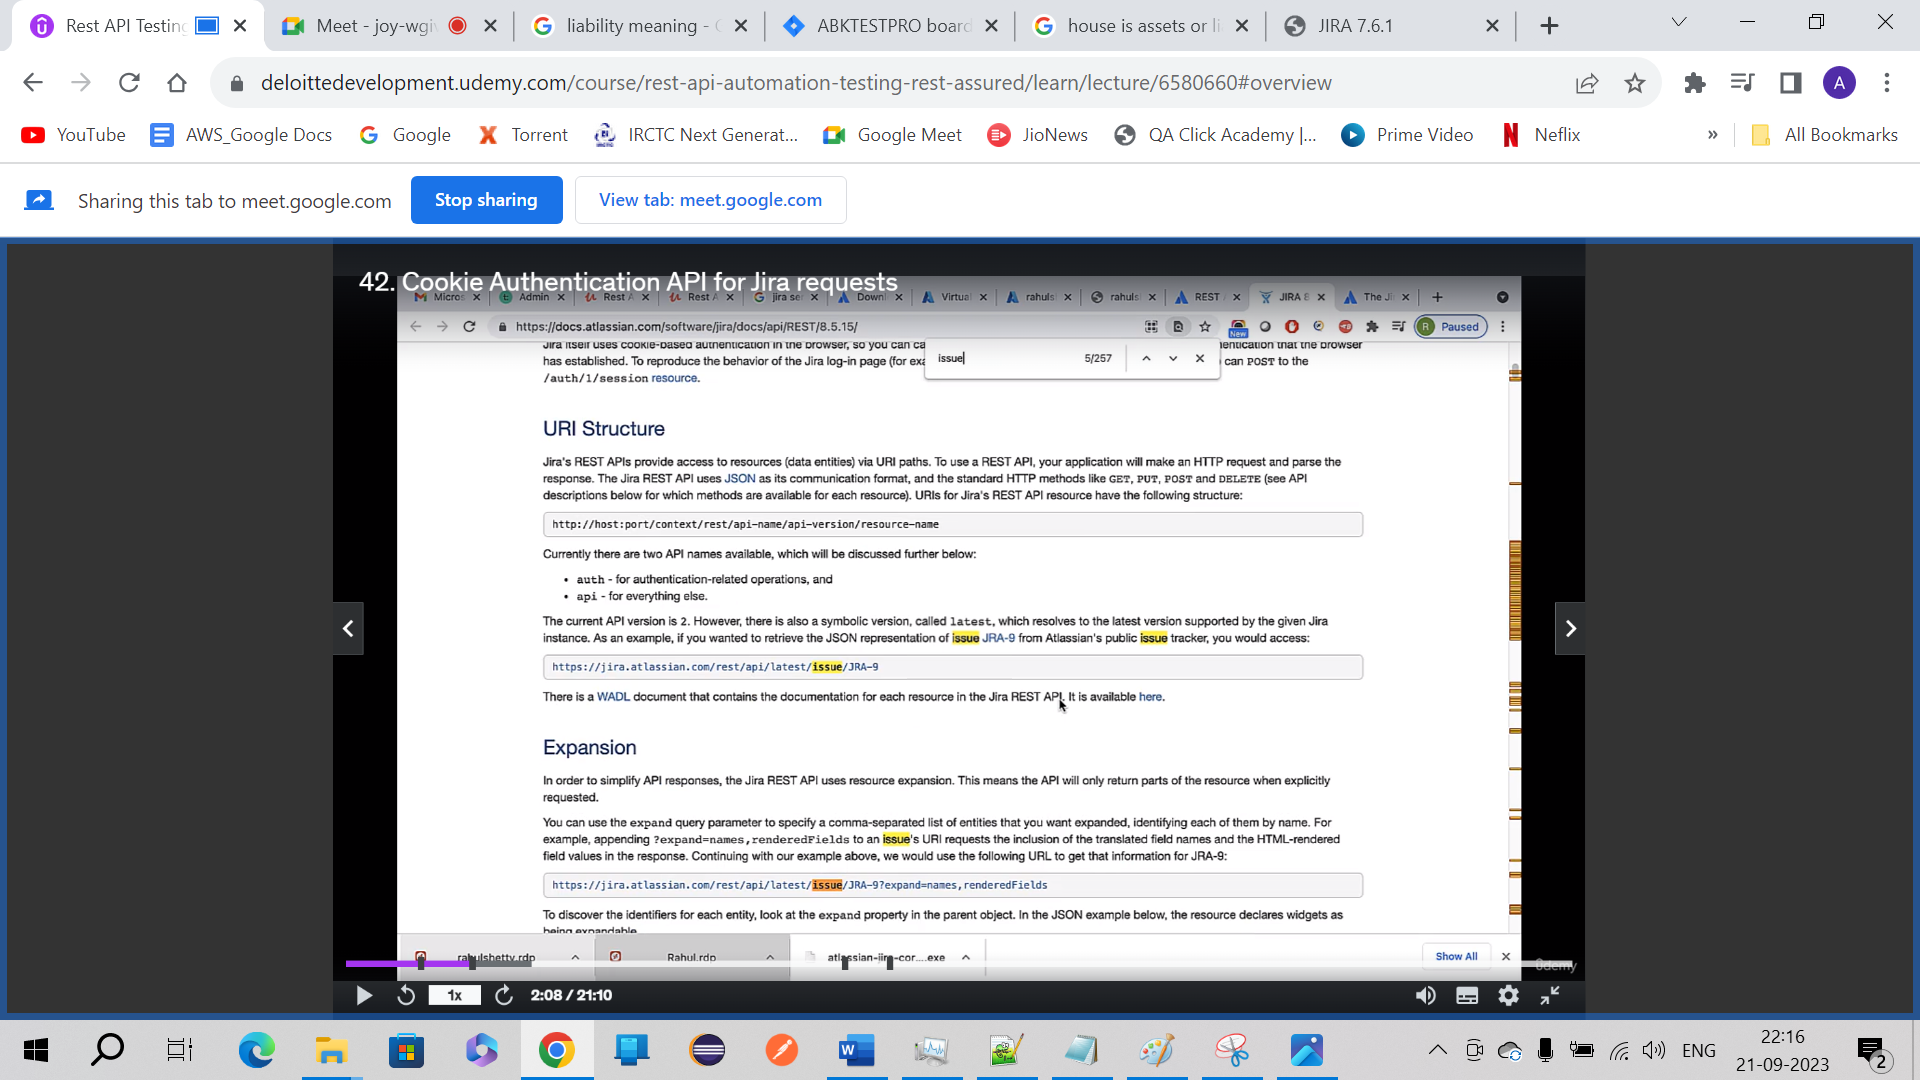 Rest API Testing
Meet - joy-wgi
liability meaning -
ABKTESTPRO board
house is assets or li
JIRA 7.6.1
deloittedevelopment.udemy.com/course/rest-api-automation-testing-rest-assured/learn/lecture/6580660#overview
A
YouTube
AWS_Google Docs
Google
Torrent
IRCTC Next Generat...
Google Meet
JioNews
QA Click Academy |...
Prime Video
Neflix
»
All Bookmarks
Sharing this tab to meet.google.com
Stop sharing
View tab: meet.google.com
42. Cookie Authentication API for Jira requests
Micros
Admin
Rest A
Rest A
jira se
Downl
Virtual
rahuls
rahuls
REST
JIRA 8
The Ji
https://docs.atlassian.com/software/jira/docs/api/REST/8.5.15/
New
R
Paused
issue
5/257
Jira itself uses cookie-based authentication in the browser, so you can ca
entication that the browser
has established. To reproduce the behavior of the Jira log-in page (for exa
can POST to the
/auth/1/session resource.
URI Structure
Jira's REST APIs provide access to resources (data entities) via URI paths. To use a REST API, your application will make an HTTP request and parse the
response. The Jira REST API uses JSON as its communication format, and the standard HTTP methods like GET, PUT, POST and DELETE (see API
descriptions below for which methods are available for each resource). URIs for Jira's REST API resource have the following structure:
http://host:port/context/rest/api-name/api-version/resource-name
Currently there are two API names available, which will be discussed further below:
• auth - for authentication-related operations, and
• api - for everything else.
The current API version is 2. However, there is also a symbolic version, called latest, which resolves to the latest version supported by the given Jira
instance. As an example, if you wanted to retrieve the JSON representation of issue JRA-9 from Atlassian's public issue tracker, you would access:
https://jira.atlassian.com/rest/api/latest/issue/JRA-9
There is a WADL document that contains the documentation for each resource in the Jira REST API. It is available here.
Expansion
In order to simplify API responses, the Jira REST API uses resource expansion. This means the API will only return parts of the resource when explicitly
requested.
You can use the expand query parameter to specify a comma-separated list of entities that you want expanded, identifying each of them by name. For
example, appending ?expand=names,renderedFields to an issue's URI requests the inclusion of the translated field names and the HTML-rendered
field values in the response. Continuing with our example above, we would use the following URL to get that information for JRA-9:
https://jira.atlassian.com/rest/api/latest/issue/JRA-9?expand=names,renderedFields
To discover the identifiers for each entity, look at the expand property in the parent object. In the JSON example below, the resource declares widgets as
being expandable
rahulshetty.rdp
Rahul.rdp
atlassian-jira-cor....exe
Show All
ûdemy
1x
2:08 / 21:10
ENG
22:16
21-09-2023
2